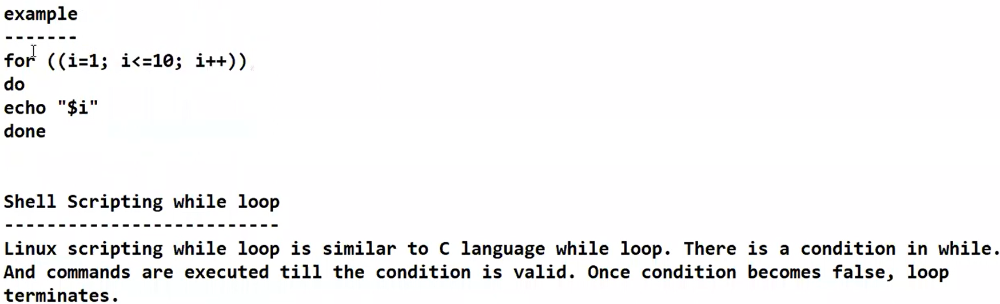 example
-------
for ((i=1; i<=10; i++))
do
echo "$i"
done
Shell Scripting while loop
--------------------------
Linux scripting while loop is similar to C language while loop. There is a condition in while.
And commands are executed till the condition is valid. Once condition becomes false, loop
terminates.